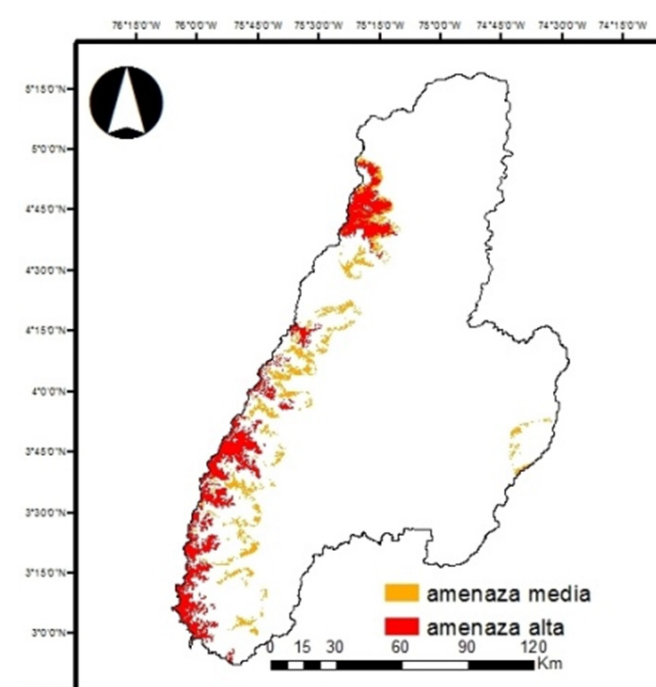 76°15'0"W 76°0'0"W 75°45'0"W 75°30'0"W 75°15'0"W 75°0'0"W 74°45'0"W 74°30'0"W 74°15'0"W
5°15'0"N
5°0'0"N
4°45'0"N
4°30'0"N
4°15'0"N
4°0'0"N
3°45'0"N
3°30'0"N
3°15'0"N
3°0'0"N
amenaza media
amenaza alta
0 15 30 60 90 120
Km